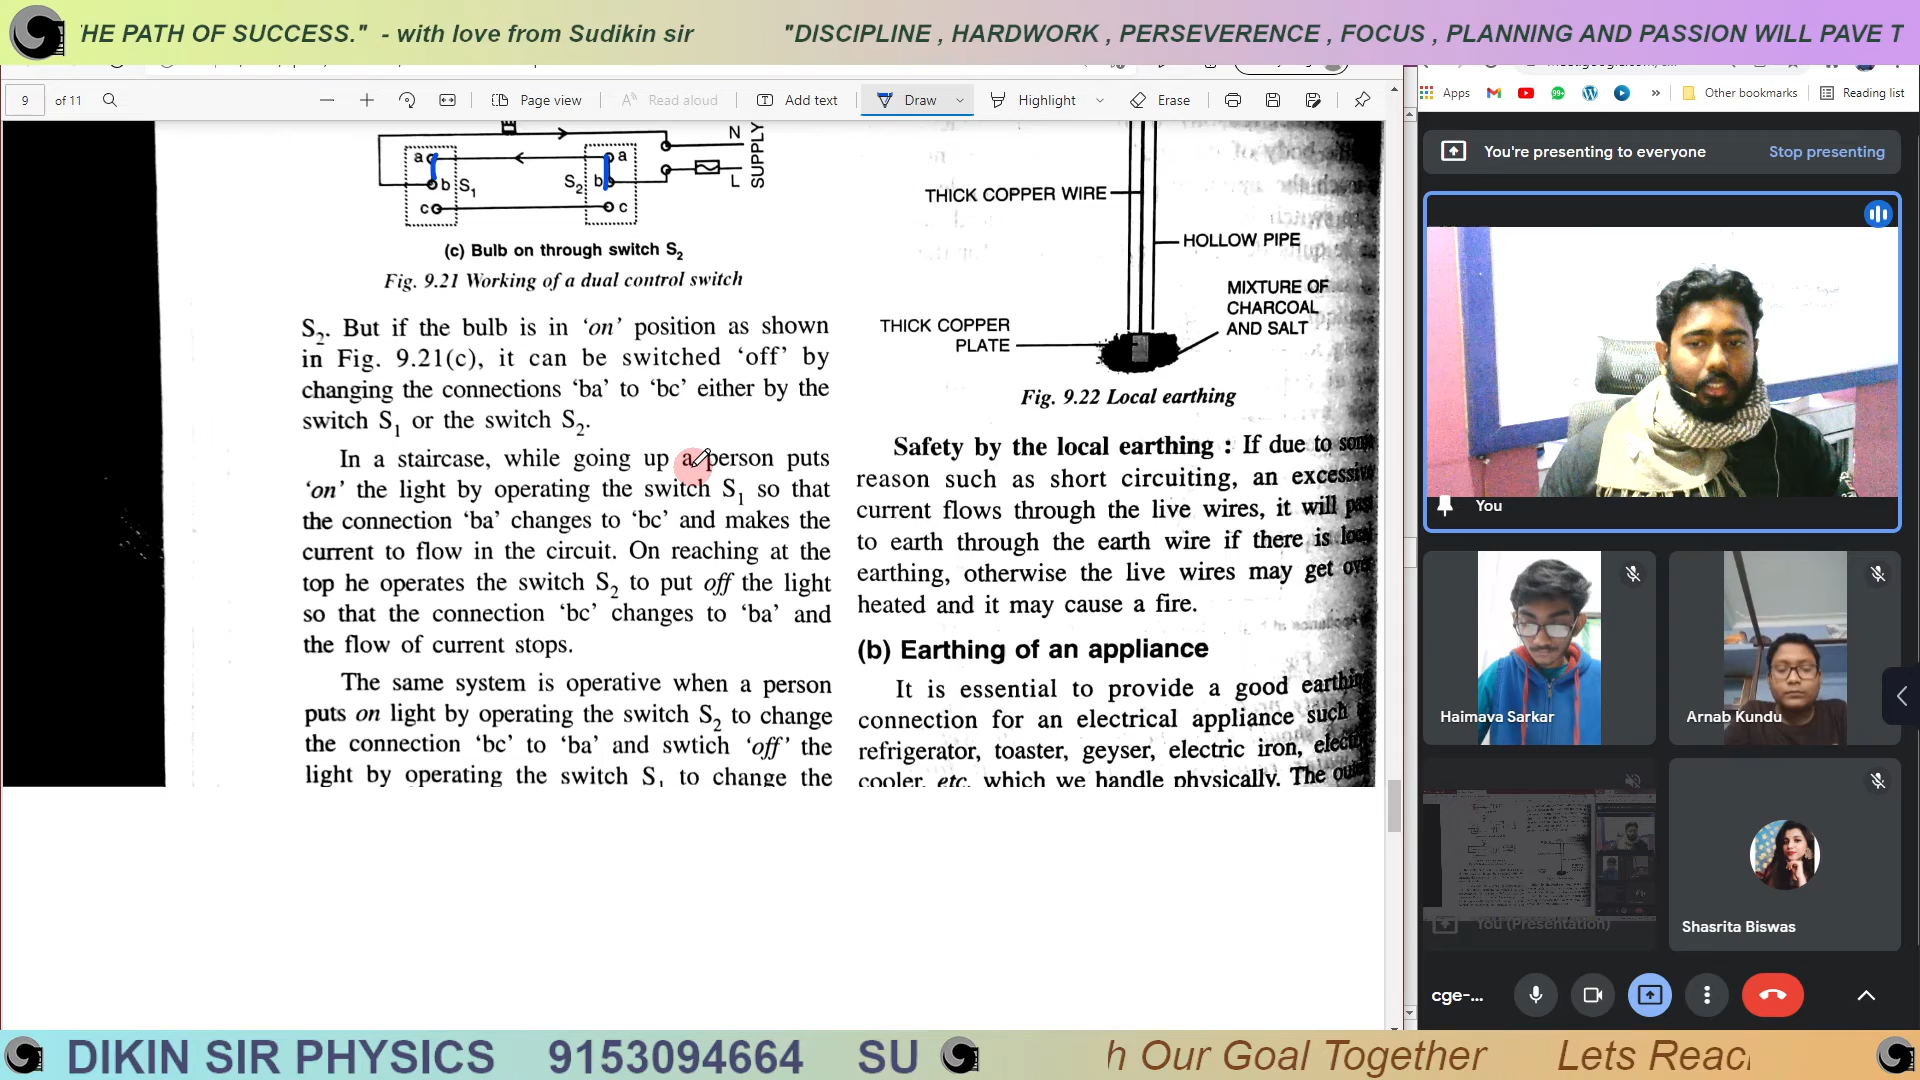 'HE PATH OF SUCCESS." - with love from Sudikin sir "DISCIPLINE , HARDWORK , PERSEVERENCE , FOCUS , PLANNING AND PASSION WILL PAVE T
9 of 11 Page view Read aloud Add text Draw Highlight Erase
Apps Other bookmarks Reading list
You're presenting to everyone Stop presenting
N
a a
b S1 S2 b
L
SUPPLY
c c
(c) Bulb on through switch S2
Fig. 9.21 Working of a dual control switch
S2. But if the bulb is in 'on' position as shown
in Fig. 9.21(c), it can be switched 'off' by
changing the connections 'ba' to 'bc' either by the
switch S1 or the switch S2.
In a staircase, while going up a person puts
'on' the light by operating the switch S1 so that
the connection 'ba' changes to 'bc' and makes the
current to flow in the circuit. On reaching at the
top he operates the switch S2 to put off the light
so that the connection 'bc' changes to 'ba' and
the flow of current stops.
The same system is operative when a person
puts on light by operating the switch S2 to change
the connection 'bc' to 'ba' and swtich 'off' the
light by operating the switch S1 to change the
THICK COPPER WIRE
HOLLOW PIPE
MIXTURE OF
CHARCOAL
AND SALT
THICK COPPER
PLATE
Fig. 9.22 Local earthing
Safety by the local earthing : If due to some
reason such as short circuiting, an excessive
current flows through the live wires, it will pass
to earth through the earth wire if there is local
earthing, otherwise the live wires may get over
heated and it may cause a fire.
(b) Earthing of an appliance
It is essential to provide a good earthing
connection for an electrical appliance such
refrigerator, toaster, geyser, electric iron,
cooler, etc. which we handle physically. The
You
Haimava Sarkar
Arnab Kundu
You (Presentation)
Shasrita Biswas
cge-...
DIKIN SIR PHYSICS 9153094664 SU h Our Goal Together Lets Reac